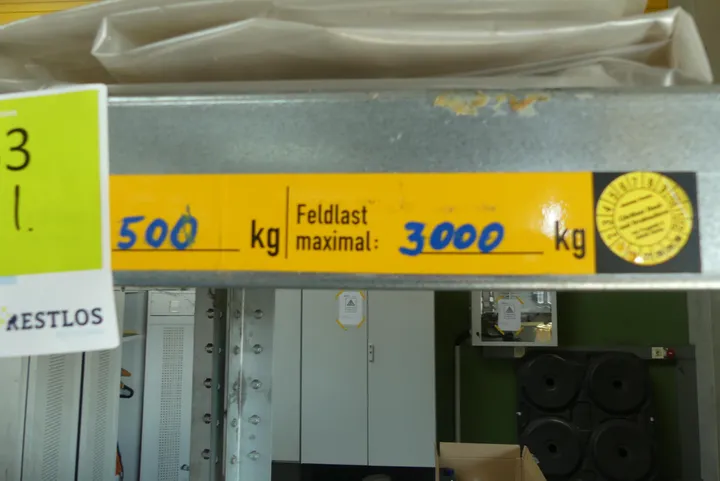 3
1.
RESTLOS
500 kg
Feldlast
maximal: 3000 kg